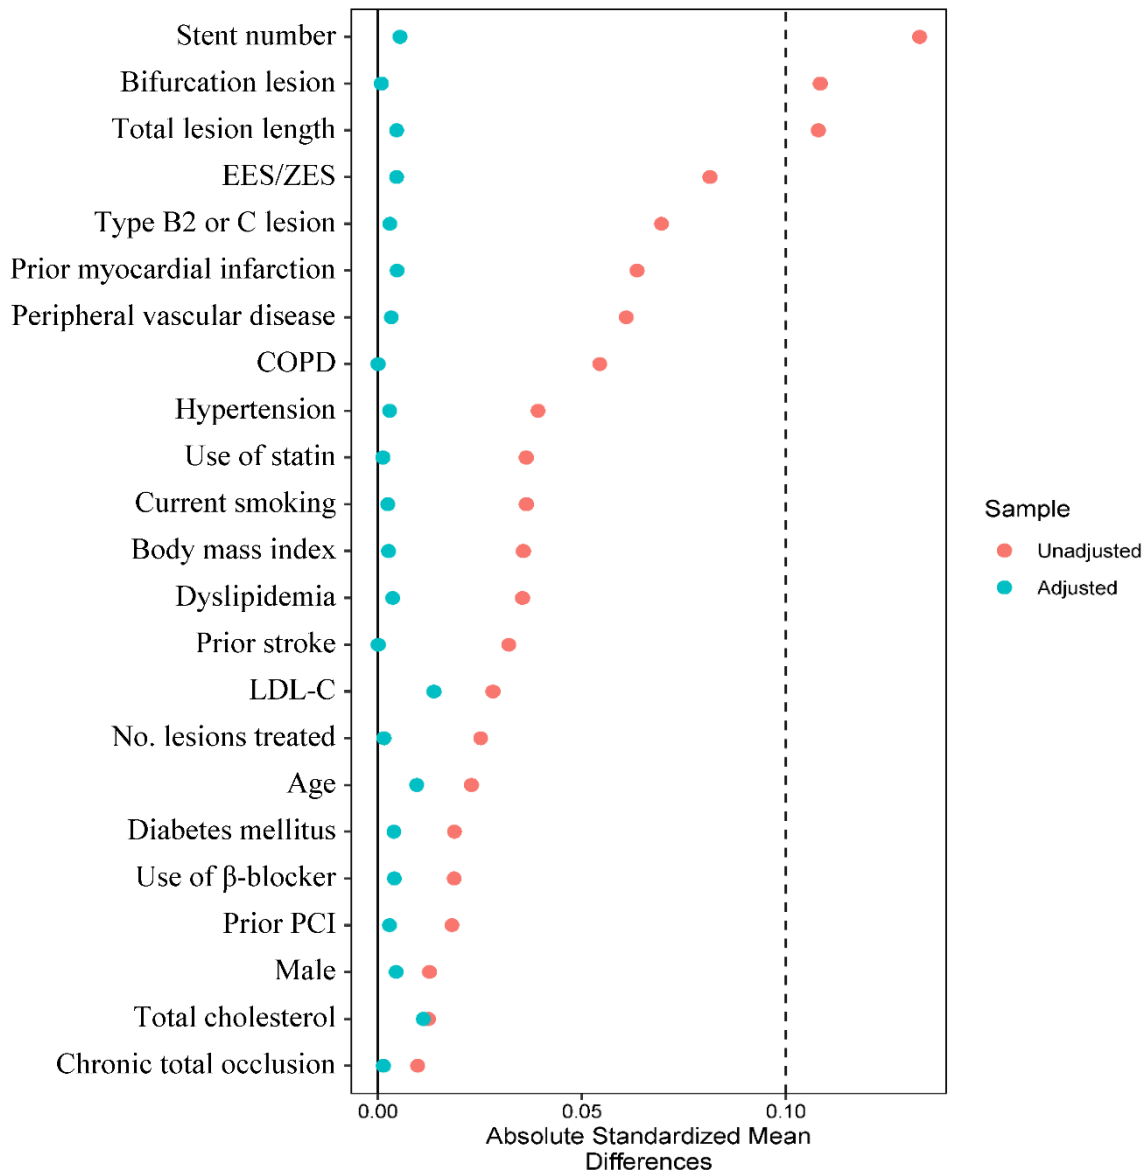 Stent number
Bifurcation lesion
Total lesion length
EES/ZES
Type B2 or C lesion
Prior myocardial infarction
Peripheral vascular disease
COPD
Hypertension
Use of statin
Current smoking
Body mass index
Dyslipidemia
Prior stroke
LDL-C
No. lesions treated
Age
Diabetes mellitus
Use of β-blocker
Prior PCI
Male
Total cholesterol
Chronic total occlusion
0.00 0.05 0.10
Absolute Standardized Mean
Differences
Sample
Unadjusted
Adjusted